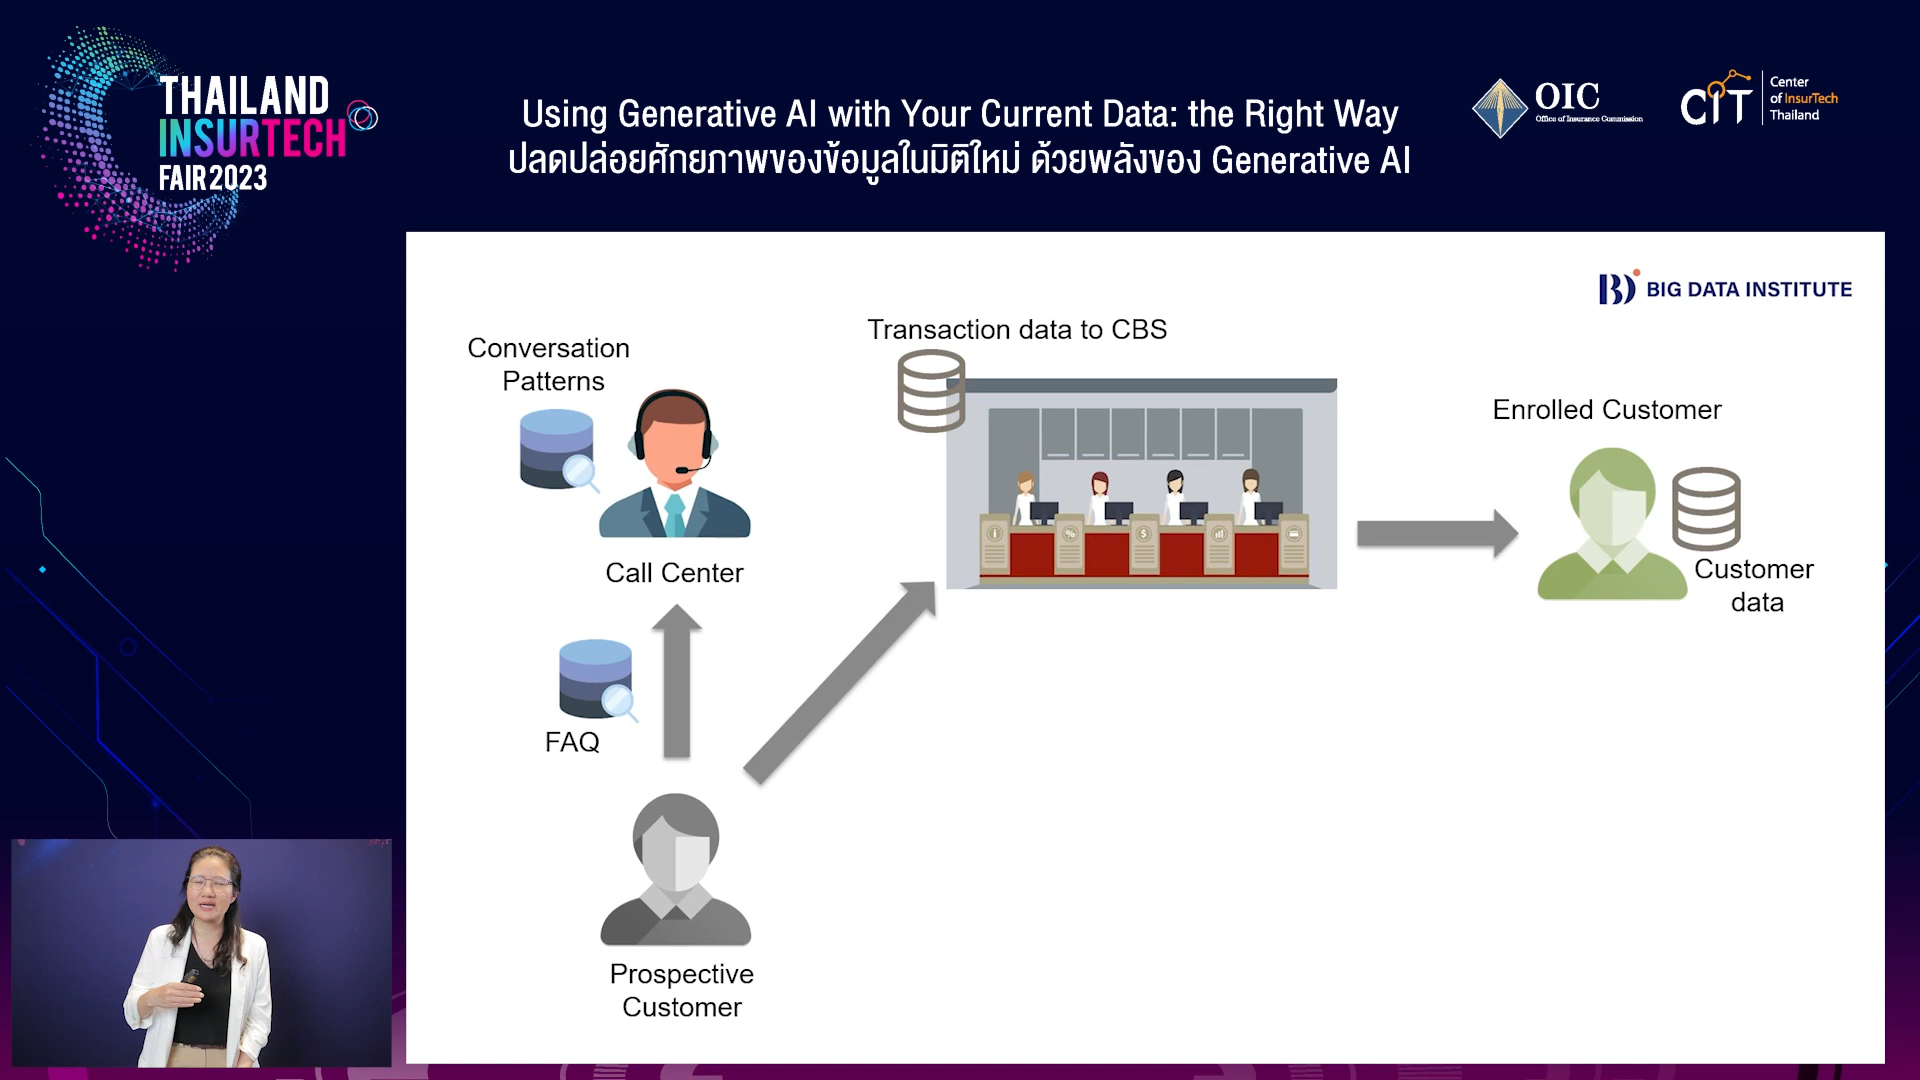 THAILAND
INSURTECH
FAIR 2023
Using Generative AI with Your Current Data: the Right Way
ปลดปล่อยศักยภาพของข้อมูลในมิติใหม่ ด้วยพลังของ Generative AI
OIC
Office of Insurance Commission
CiT
Center
of InsurTech
Thailand
BIG DATA INSTITUTE
Transaction data to CBS
Conversation
Patterns
Enrolled Customer
Call Center
Customer
data
FAQ
Prospective
Customer